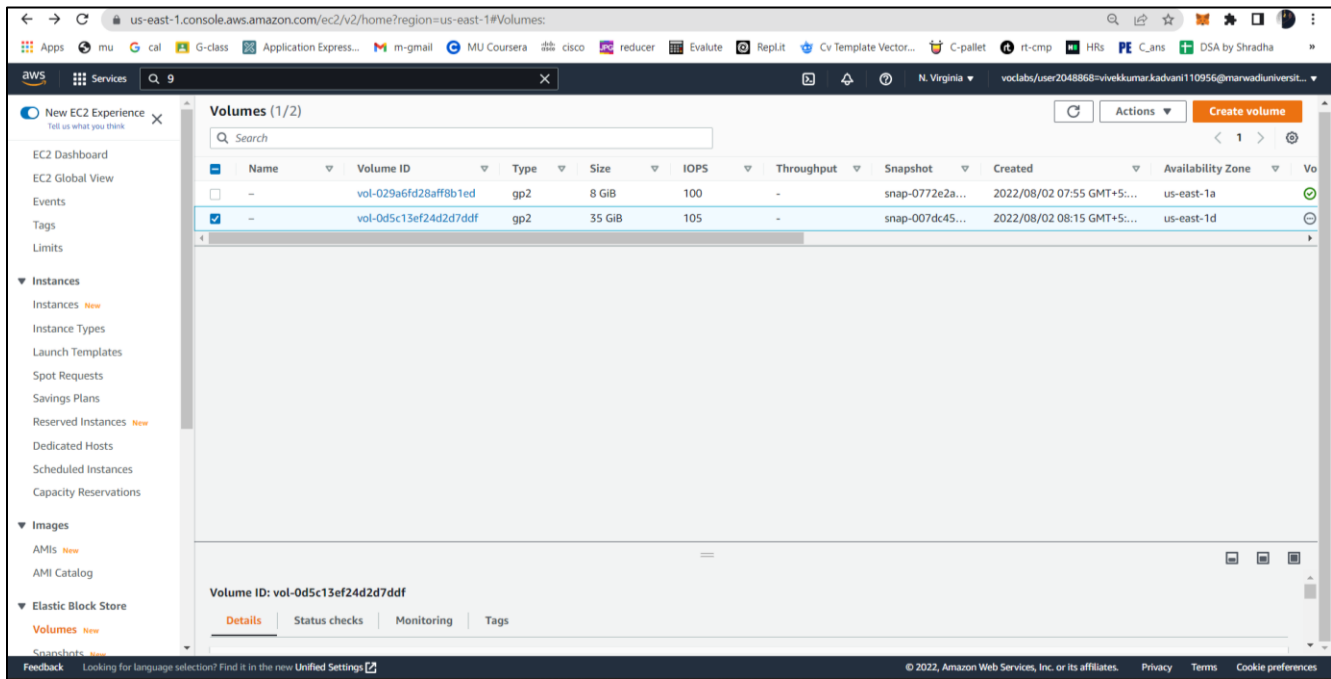 us-east-1.console.aws.amazon.com/ec2/v2/home?region=us-east-1#Volumes:
Apps mu cal G-class Application Express... m-gmail MU Coursera cisco reducer Evalute Repl.it Cv Template Vector... C-pallet rt-cmp HRs C_ans DSA by Shradha »
aws Services 9 N. Virginia voclabs/user2048868=vivekkumar.kadvani110956@marwadiuniversit...
New EC2 Experience
Tell us what you think
EC2 Dashboard
EC2 Global View
Events
Tags
Limits
Instances
Instances New
Instance Types
Launch Templates
Spot Requests
Savings Plans
Reserved Instances New
Dedicated Hosts
Scheduled Instances
Capacity Reservations
Images
AMIs New
AMI Catalog
Elastic Block Store
Volumes New
Snapshots New
Volumes (1/2) Actions Create volume
Search 1
Name Volume ID Type Size IOPS Throughput Snapshot Created Availability Zone Vo
– vol-029a6fd28aff8b1ed gp2 8 GiB 100 - snap-0772e2a... 2022/08/02 07:55 GMT+5:... us-east-1a
– vol-0d5c13ef24d2d7ddf gp2 35 GiB 105 - snap-007dc45... 2022/08/02 08:15 GMT+5:... us-east-1d
Volume ID: vol-0d5c13ef24d2d7ddf
Details Status checks Monitoring Tags
Feedback Looking for language selection? Find it in the new Unified Settings © 2022, Amazon Web Services, Inc. or its affiliates. Privacy Terms Cookie preferences